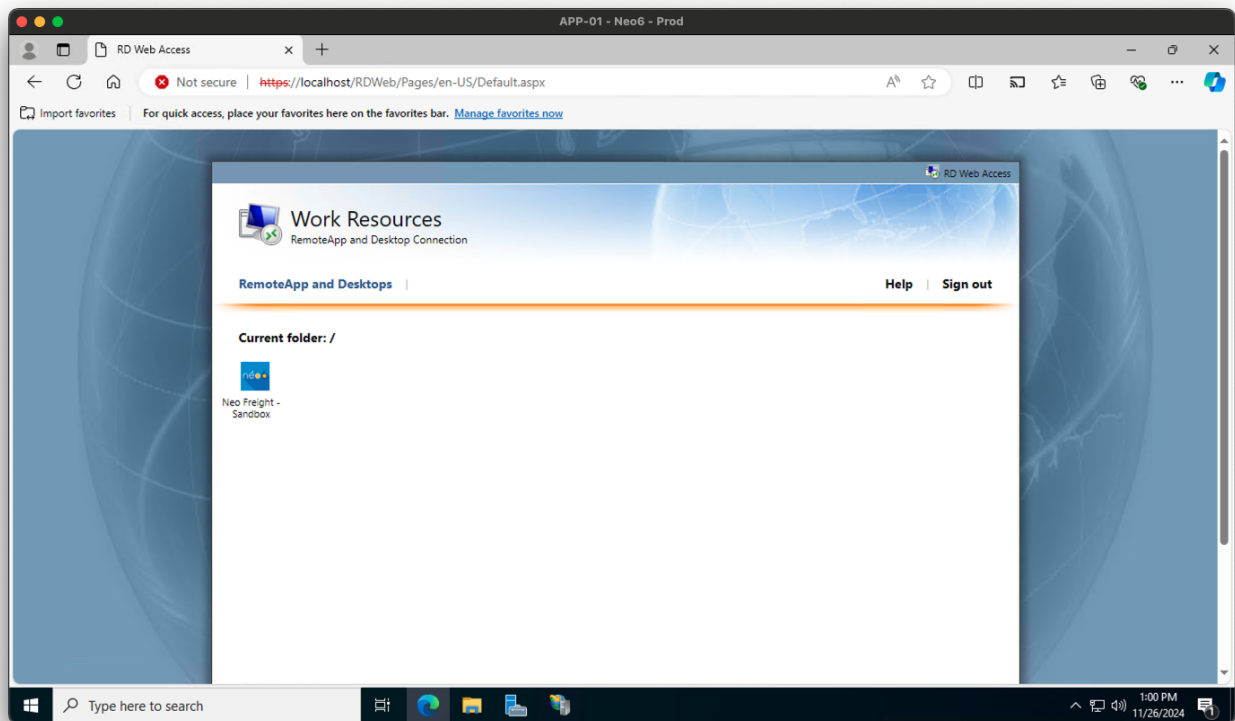 APP-01 - Neo6 - Prod
RD Web Access
Not secure
https://localhost/RDWeb/Pages/en-US/Default.aspx
Import favorites
For quick access, place your favorites here on the favorites bar. Manage favorites now
RD Web Access
Work Resources
RemoteApp and Desktop Connection
RemoteApp and Desktops
Help
Sign out
Current folder: /
néo
Neo Freight -
Sandbox
Type here to search
1:00 PM
11/26/2024
1